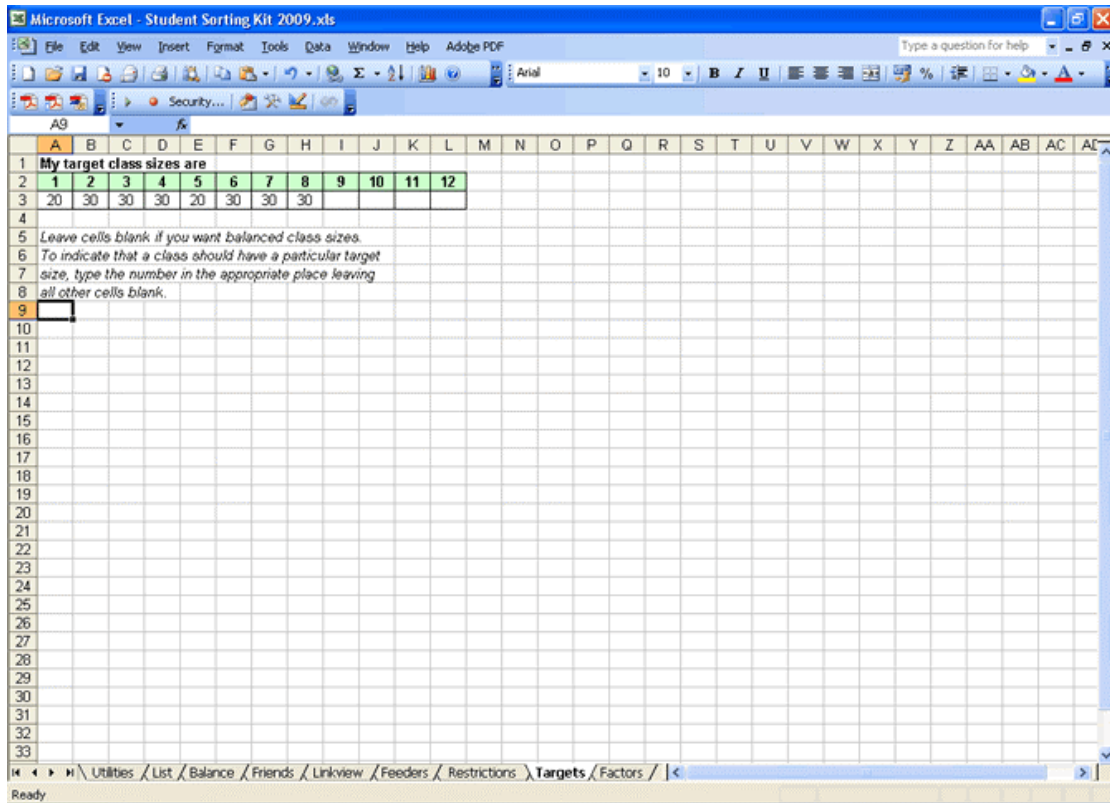 Microsoft Excel - Student Sorting Kit 2009.xls
File Edit View Insert Format Tools Data Window Help Adobe PDF Type a question for help
Arial 10 B I U %
Security...
A9 fx
A B C D E F G H I J K L M N O P Q R S T U V W X Y Z AA AB AC AD
1 My target class sizes are
2 1 2 3 4 5 6 7 8 9 10 11 12
3 20 30 30 30 20 30 30 30
4
5 Leave cells blank if you want balanced class sizes.
6 To indicate that a class should have a particular target
7 size, type the number in the appropriate place leaving
8 all other cells blank.
9
10
11
12
13
14
15
16
17
18
19
20
21
22
23
24
25
26
27
28
29
30
31
32
33
Utilities List Balance Friends Linkview Feeders Restrictions Targets Factors
Ready